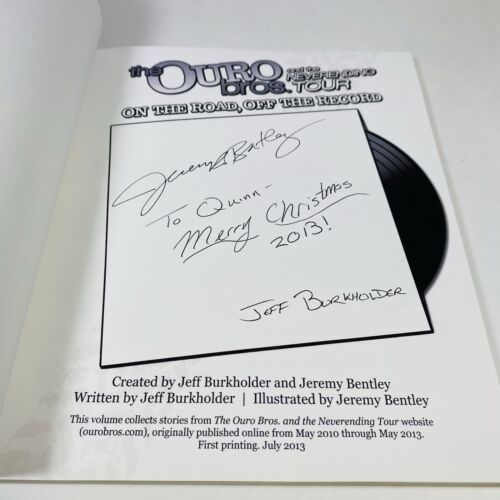 the OURO bros. and the NEVERENDING TOUR
ON THE ROAD, OFF THE RECORD
Jeremy Bentley
To Quinn -
Merry Christmas
2013!
JEFF BURKHOLDER
Created by Jeff Burkholder and Jeremy Bentley
Written by Jeff Burkholder | Illustrated by Jeremy Bentley
This volume collects stories from The Ouro Bros. and the Neverending Tour website
(ourobros.com), originally published online from May 2010 through May 2013.
First printing. July 2013